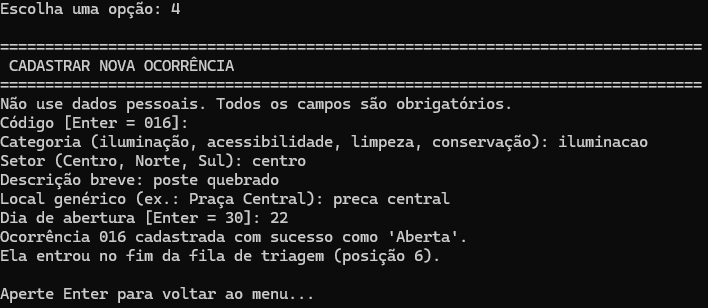 Escolha uma opção: 4
==============================================================================
CADASTRAR NOVA OCORRÊNCIA
==============================================================================
Não use dados pessoais. Todos os campos são obrigatórios.
Código [Enter = 016]:
Categoria (iluminação, acessibilidade, limpeza, conservação): iluminacao
Setor (Centro, Norte, Sul): centro
Descrição breve: poste quebrado
Local genérico (ex.: Praça Central): preca central
Dia de abertura [Enter = 30]: 22
Ocorrência 016 cadastrada com sucesso como 'Aberta'.
Ela entrou no fim da fila de triagem (posição 6).
Aperte Enter para voltar ao menu...